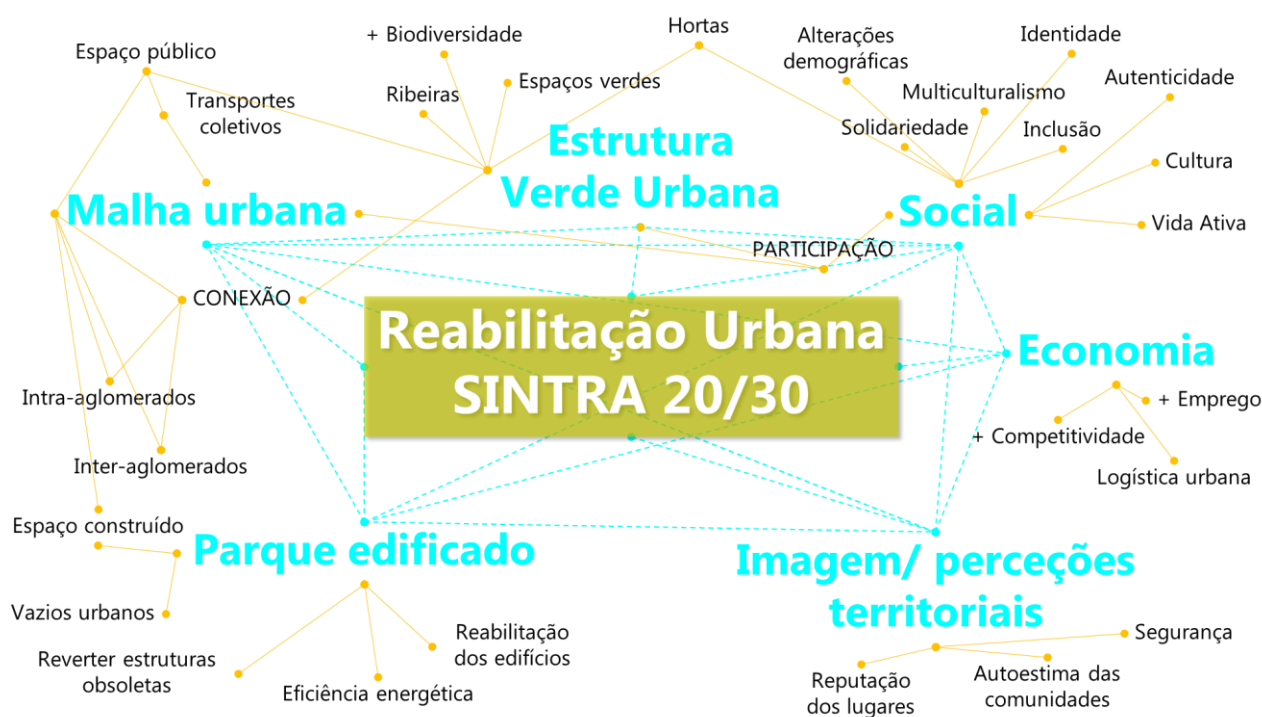 Espaço público
+ Biodiversidade
Hortas
Alterações
demográficas
Identidade
Autenticidade
Transportes
coletivos
Ribeiras
Espaços verdes
Multiculturalismo
Solidariedade
Inclusão
Cultura
Vida Ativa
Malha urbana
Estrutura
Verde Urbana
Social
PARTICIPAÇÃO
CONEXÃO
Reabilitação Urbana
SINTRA 20/30
Economia
+ Emprego
+ Competitividade
Logística urbana
Intra-aglomerados
Inter-aglomerados
Espaço construído
Vazios urbanos
Parque edificado
Reverter estruturas
obsoletas
Eficiência energética
Reabilitação
dos edifícios
Imagem/ perceções
territoriais
Segurança
Reputação
dos lugares
Autoestima das
comunidades